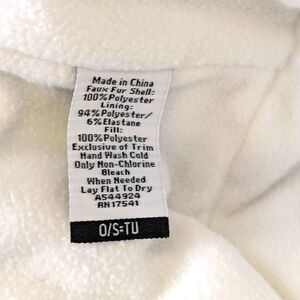 Made in China
Faux Fur Shell:
100%Polyester
Lining:
94%Polyester/
6%Elastane
Fill:
100%Polyester
Exclusive of Trim
Hand Wash Cold
Only Non-Chlorine
Bleach
When Needed
Lay Flat To Dry
A544924
RN17541
O/S=TU